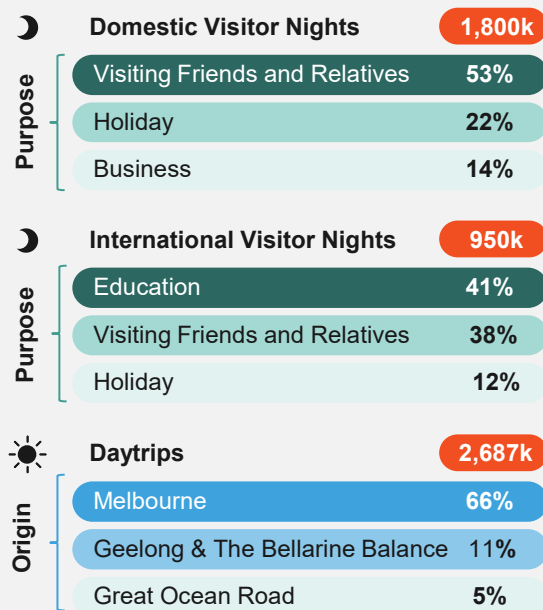 Domestic Visitor Nights 1,800k
Purpose
Visiting Friends and Relatives 53%
Holiday 22%
Business 14%
International Visitor Nights 950k
Purpose
Education 41%
Visiting Friends and Relatives 38%
Holiday 12%
Daytrips 2,687k
Origin
Melbourne 66%
Geelong & The Bellarine Balance 11%
Great Ocean Road 5%